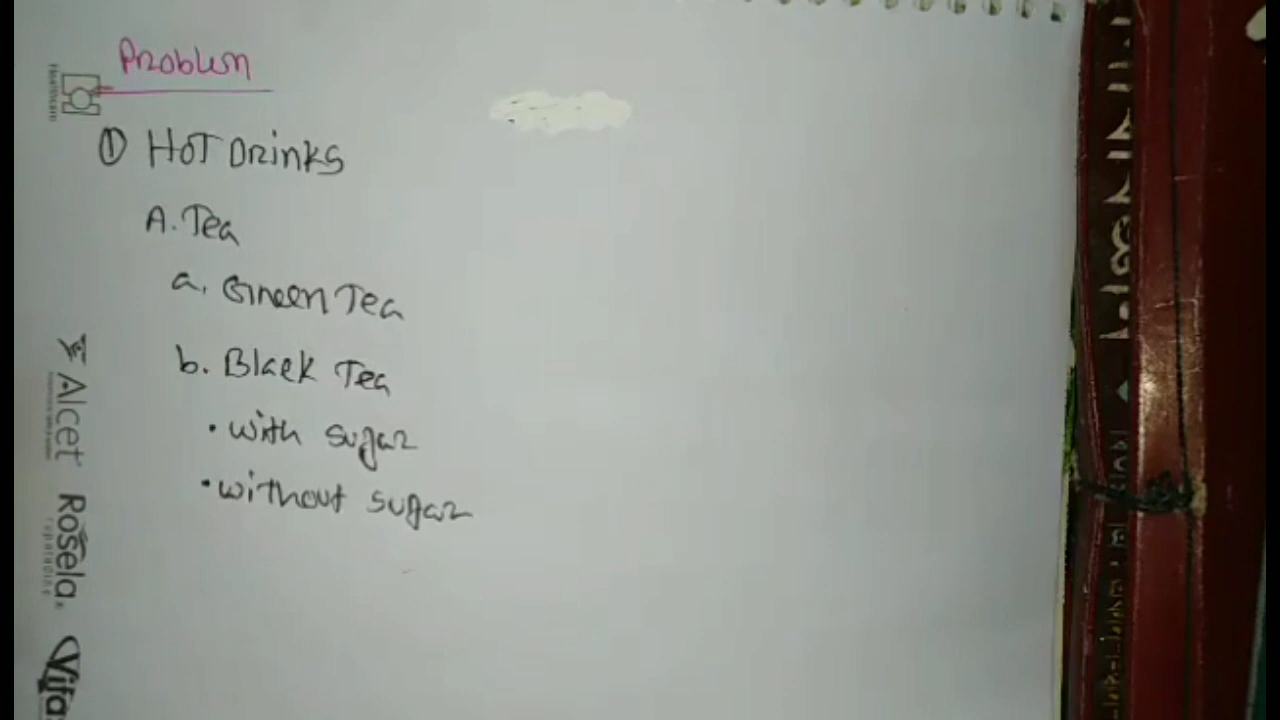 Problem
① Hot Drinks
A. Tea
a. Green Tea
b. Black Tea
• with sugar
• without sugar
Alcet
Rosela